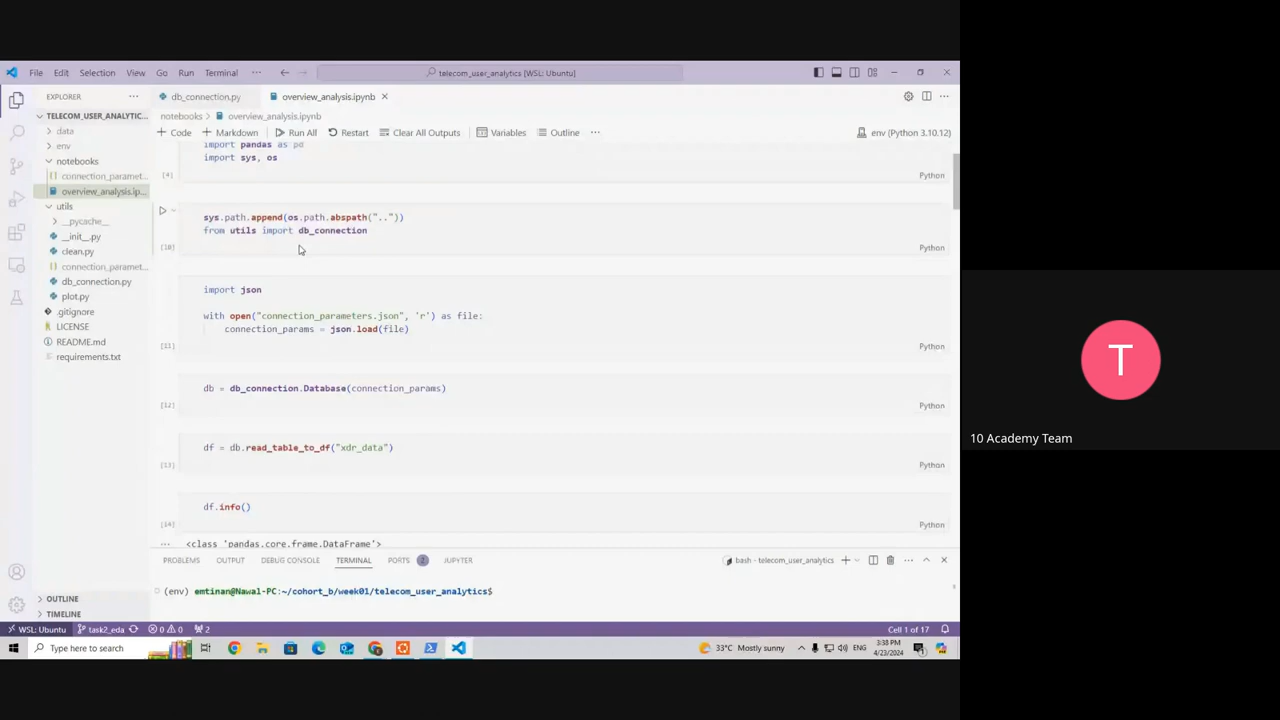 File Edit Selection View Go Run Terminal ··· telecom_user_analytics [WSL: Ubuntu]
EXPLORER ···
db_connection.py overview_analysis.ipynb
TELECOM_USER_ANALYTIC...
data
env
notebooks
connection_paramet...
overview_analysis.ip...
utils
__pycache__
__init__.py
clean.py
connection_paramet...
db_connection.py
plot.py
.gitignore
LICENSE
README.md
requirements.txt
OUTLINE
TIMELINE
notebooks > overview_analysis.ipynb
+ Code + Markdown Run All Restart Clear All Outputs Variables Outline ··· env (Python 3.10.12)
import pandas as pd
import sys, os
[4] Python
sys.path.append(os.path.abspath(".."))
from utils import db_connection
[10] Python
import json
with open("connection_parameters.json", 'r') as file:
connection_params = json.load(file)
[11] Python
db = db_connection.Database(connection_params)
[12] Python
df = db.read_table_to_df("xdr_data")
[13] Python
df.info()
[14] Python
··· <class 'pandas.core.frame.DataFrame'>
PROBLEMS OUTPUT DEBUG CONSOLE TERMINAL PORTS 2 JUPYTER bash - telecom_user_analytics
(env) emtinan@Nawal-PC:~/cohort_b/week01/telecom_user_analytics$
WSL: Ubuntu task2_eda 0 0 2 Cell 1 of 17
Type here to search 33°C Mostly sunny ENG 3:38 PM
4/23/2024
T
10 Academy Team